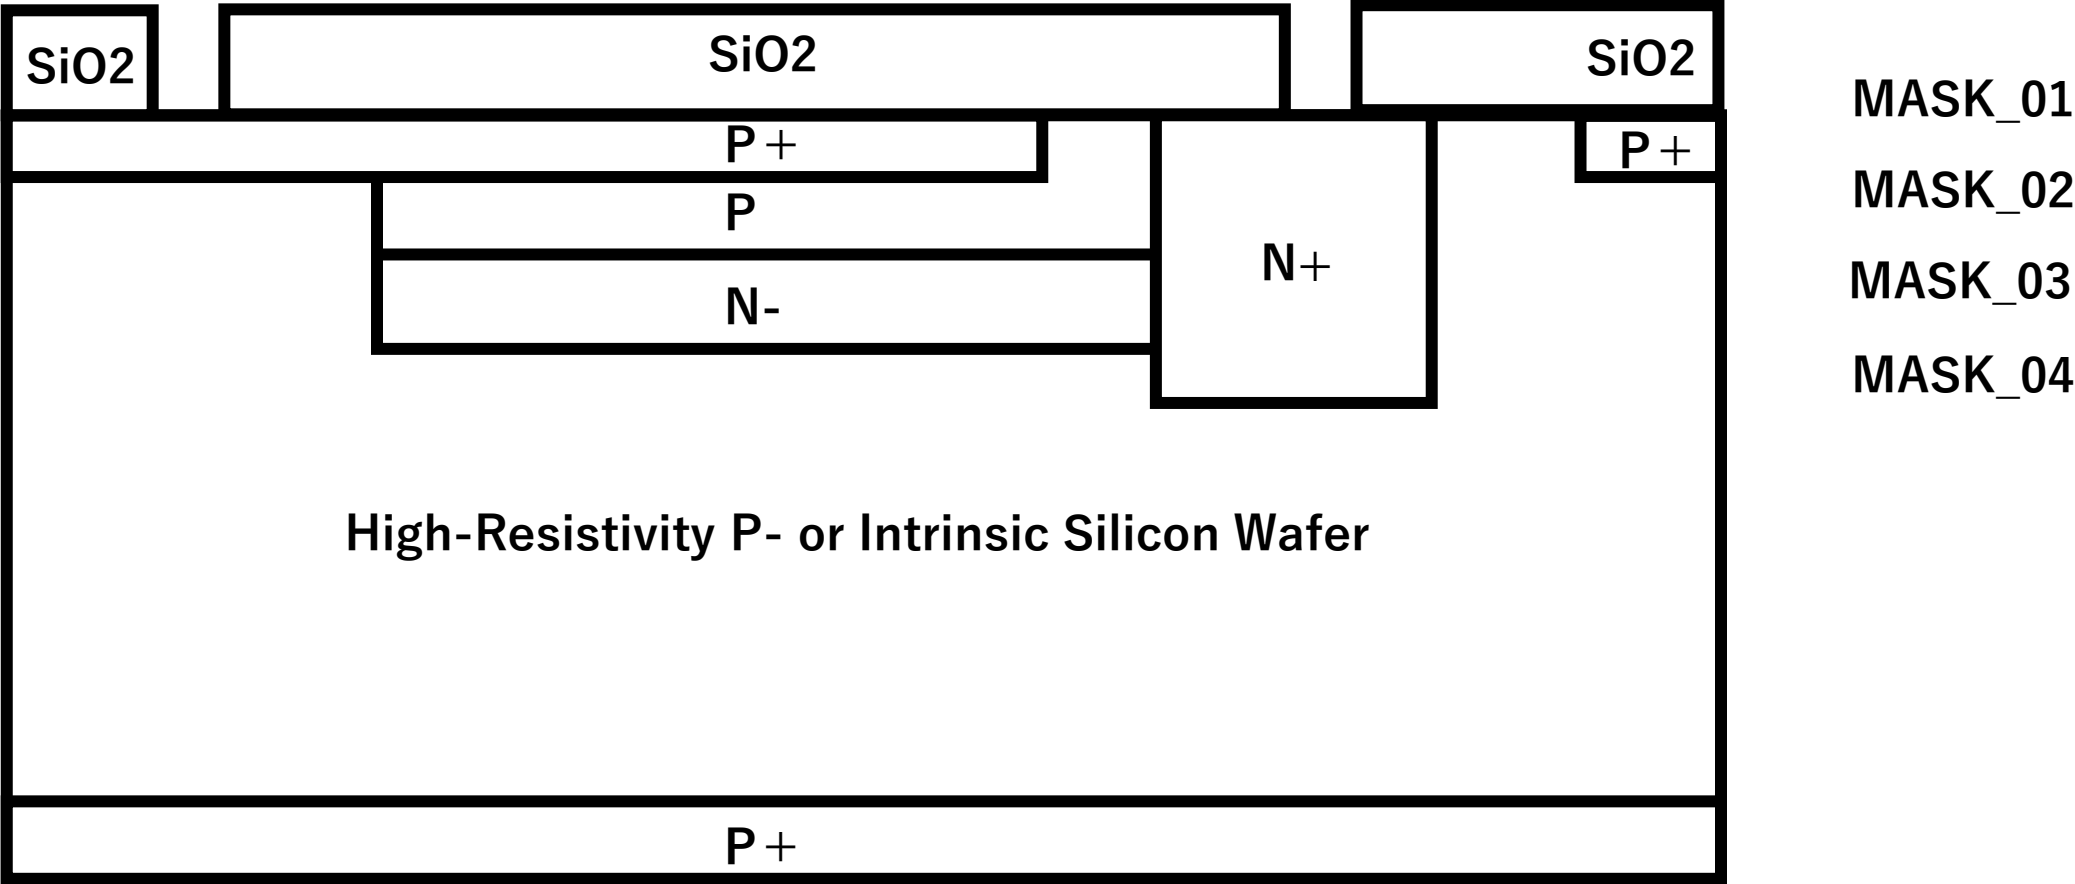 SiO2
SiO2
SiO2
MASK_01
P+
P+
MASK_02
P
N+
MASK_03
N-
MASK_04
High-Resistivity P- or Intrinsic Silicon Wafer
P+